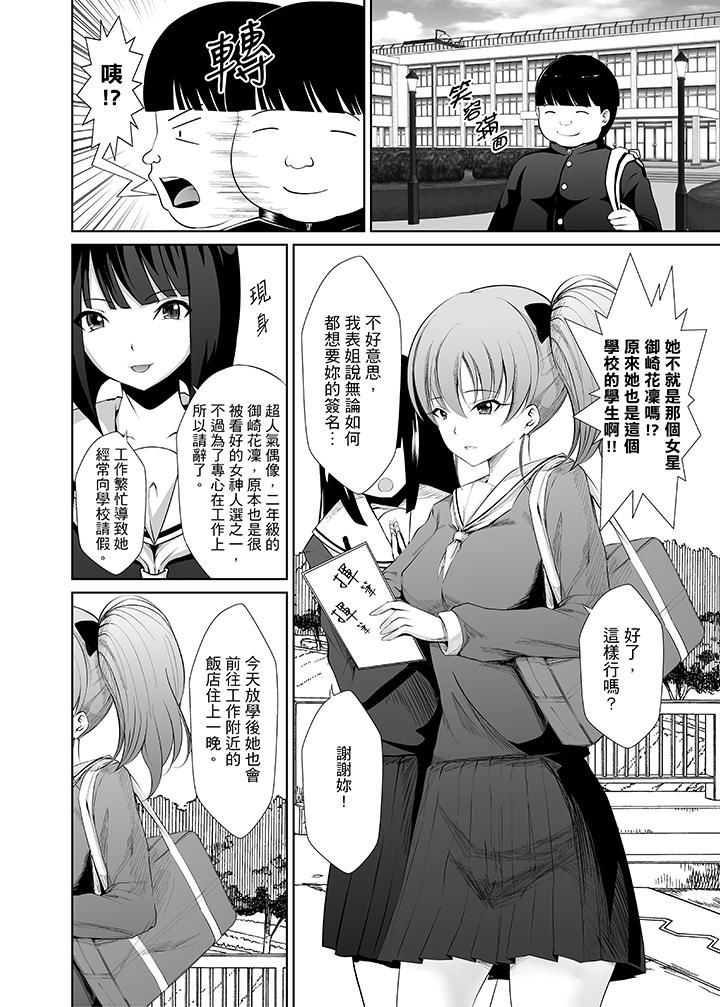 笑容滿面
轉
咦!?
她不就是那個女星
御崎花凜嗎!?
原來她也是這個
學校的學生啊!!
不好意思，
我表姐說無論如何
都想要妳的簽名…
揮筆
揮筆
好了，
這樣行嗎？
謝謝妳！
現身
超人氣偶像，二年級的
御崎花凜，原本也是很
被看好的女神人選之一，
不過為了專心在工作上
所以請辭了。
工作繁忙導致她
經常向學校請假。
今天放學後她也會
前往工作附近的
飯店住上一晚。